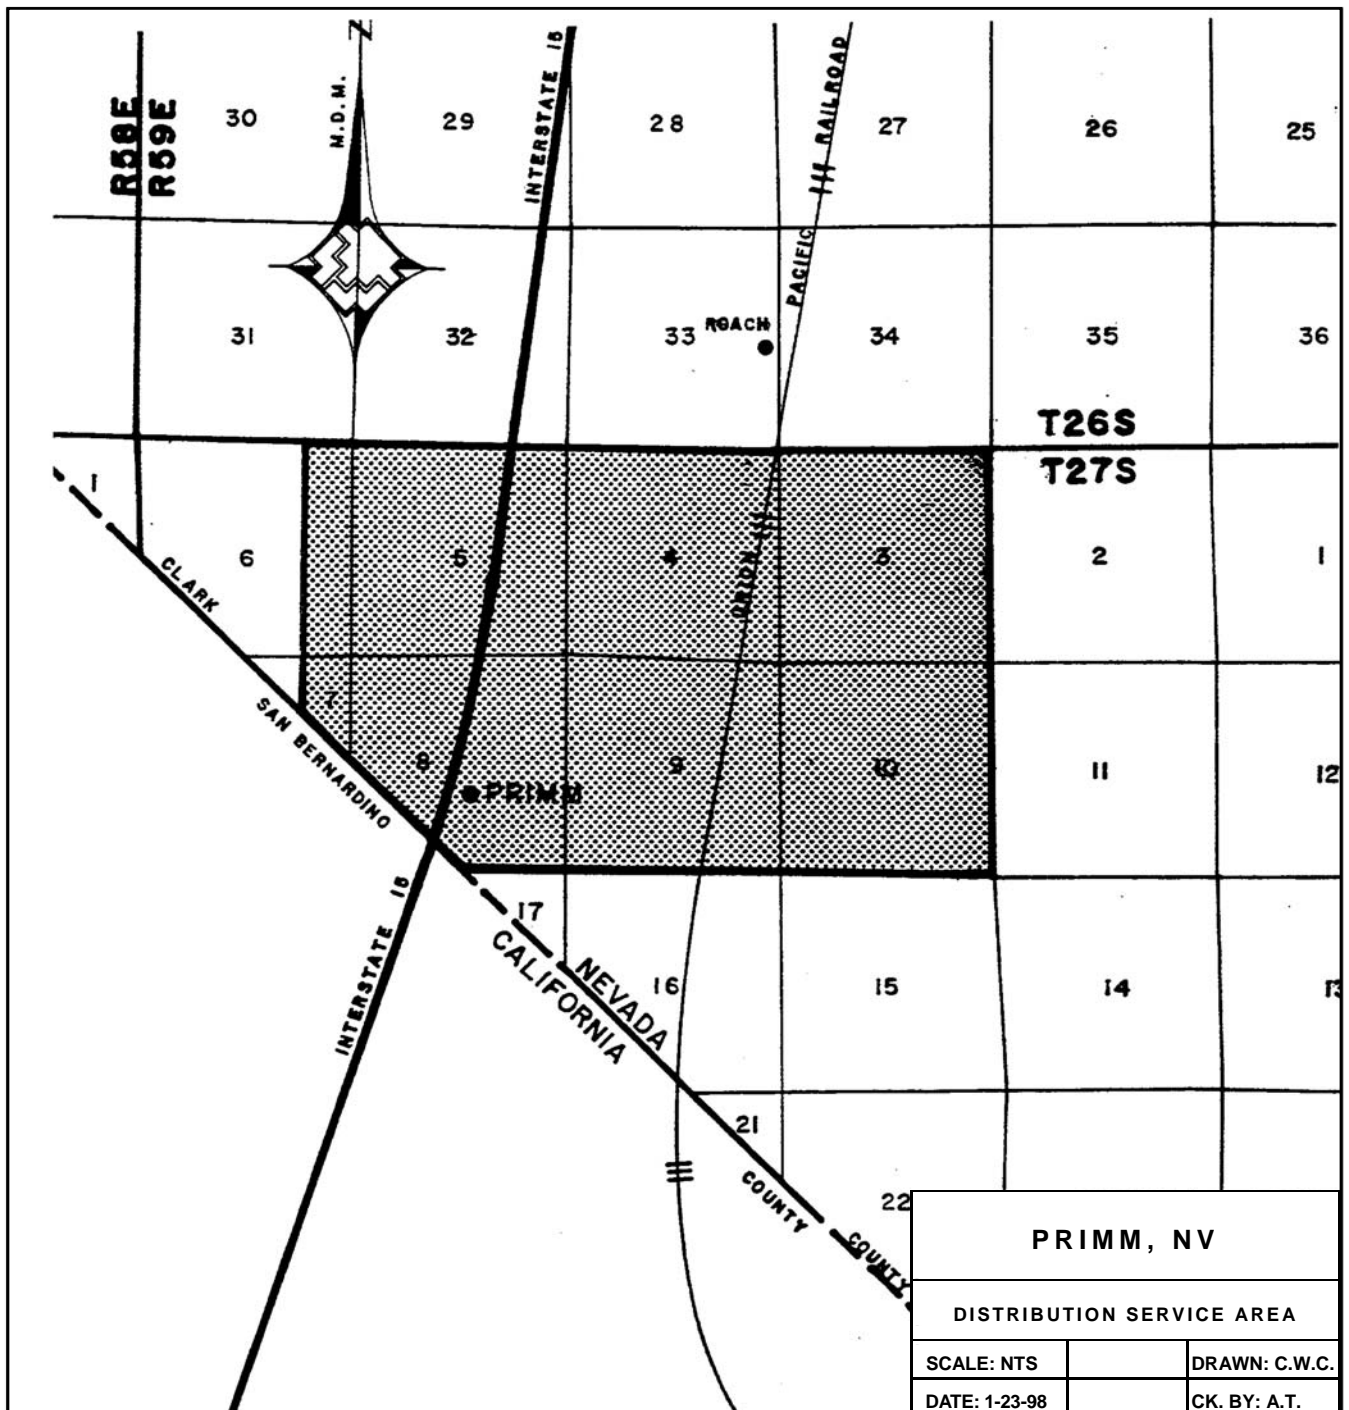 N
M.D.M.
R58E
R59E
30
29
INTERSTATE 15
28
UNION PACIFIC RAILROAD
27
26
25
31
32
33
ROACH
34
35
36
T26S
T27S
1
6
5
4
3
2
1
CLARK COUNTY
SAN BERNARDINO COUNTY
7
8
PRIMM
9
10
11
12
INTERSTATE 15
17
NEVADA
CALIFORNIA
16
15
14
13
21
22
PRIMM, NV
DISTRIBUTION SERVICE AREA
SCALE: NTS
DRAWN: C.W.C.
DATE: 1-23-98
CK. BY: A.T.